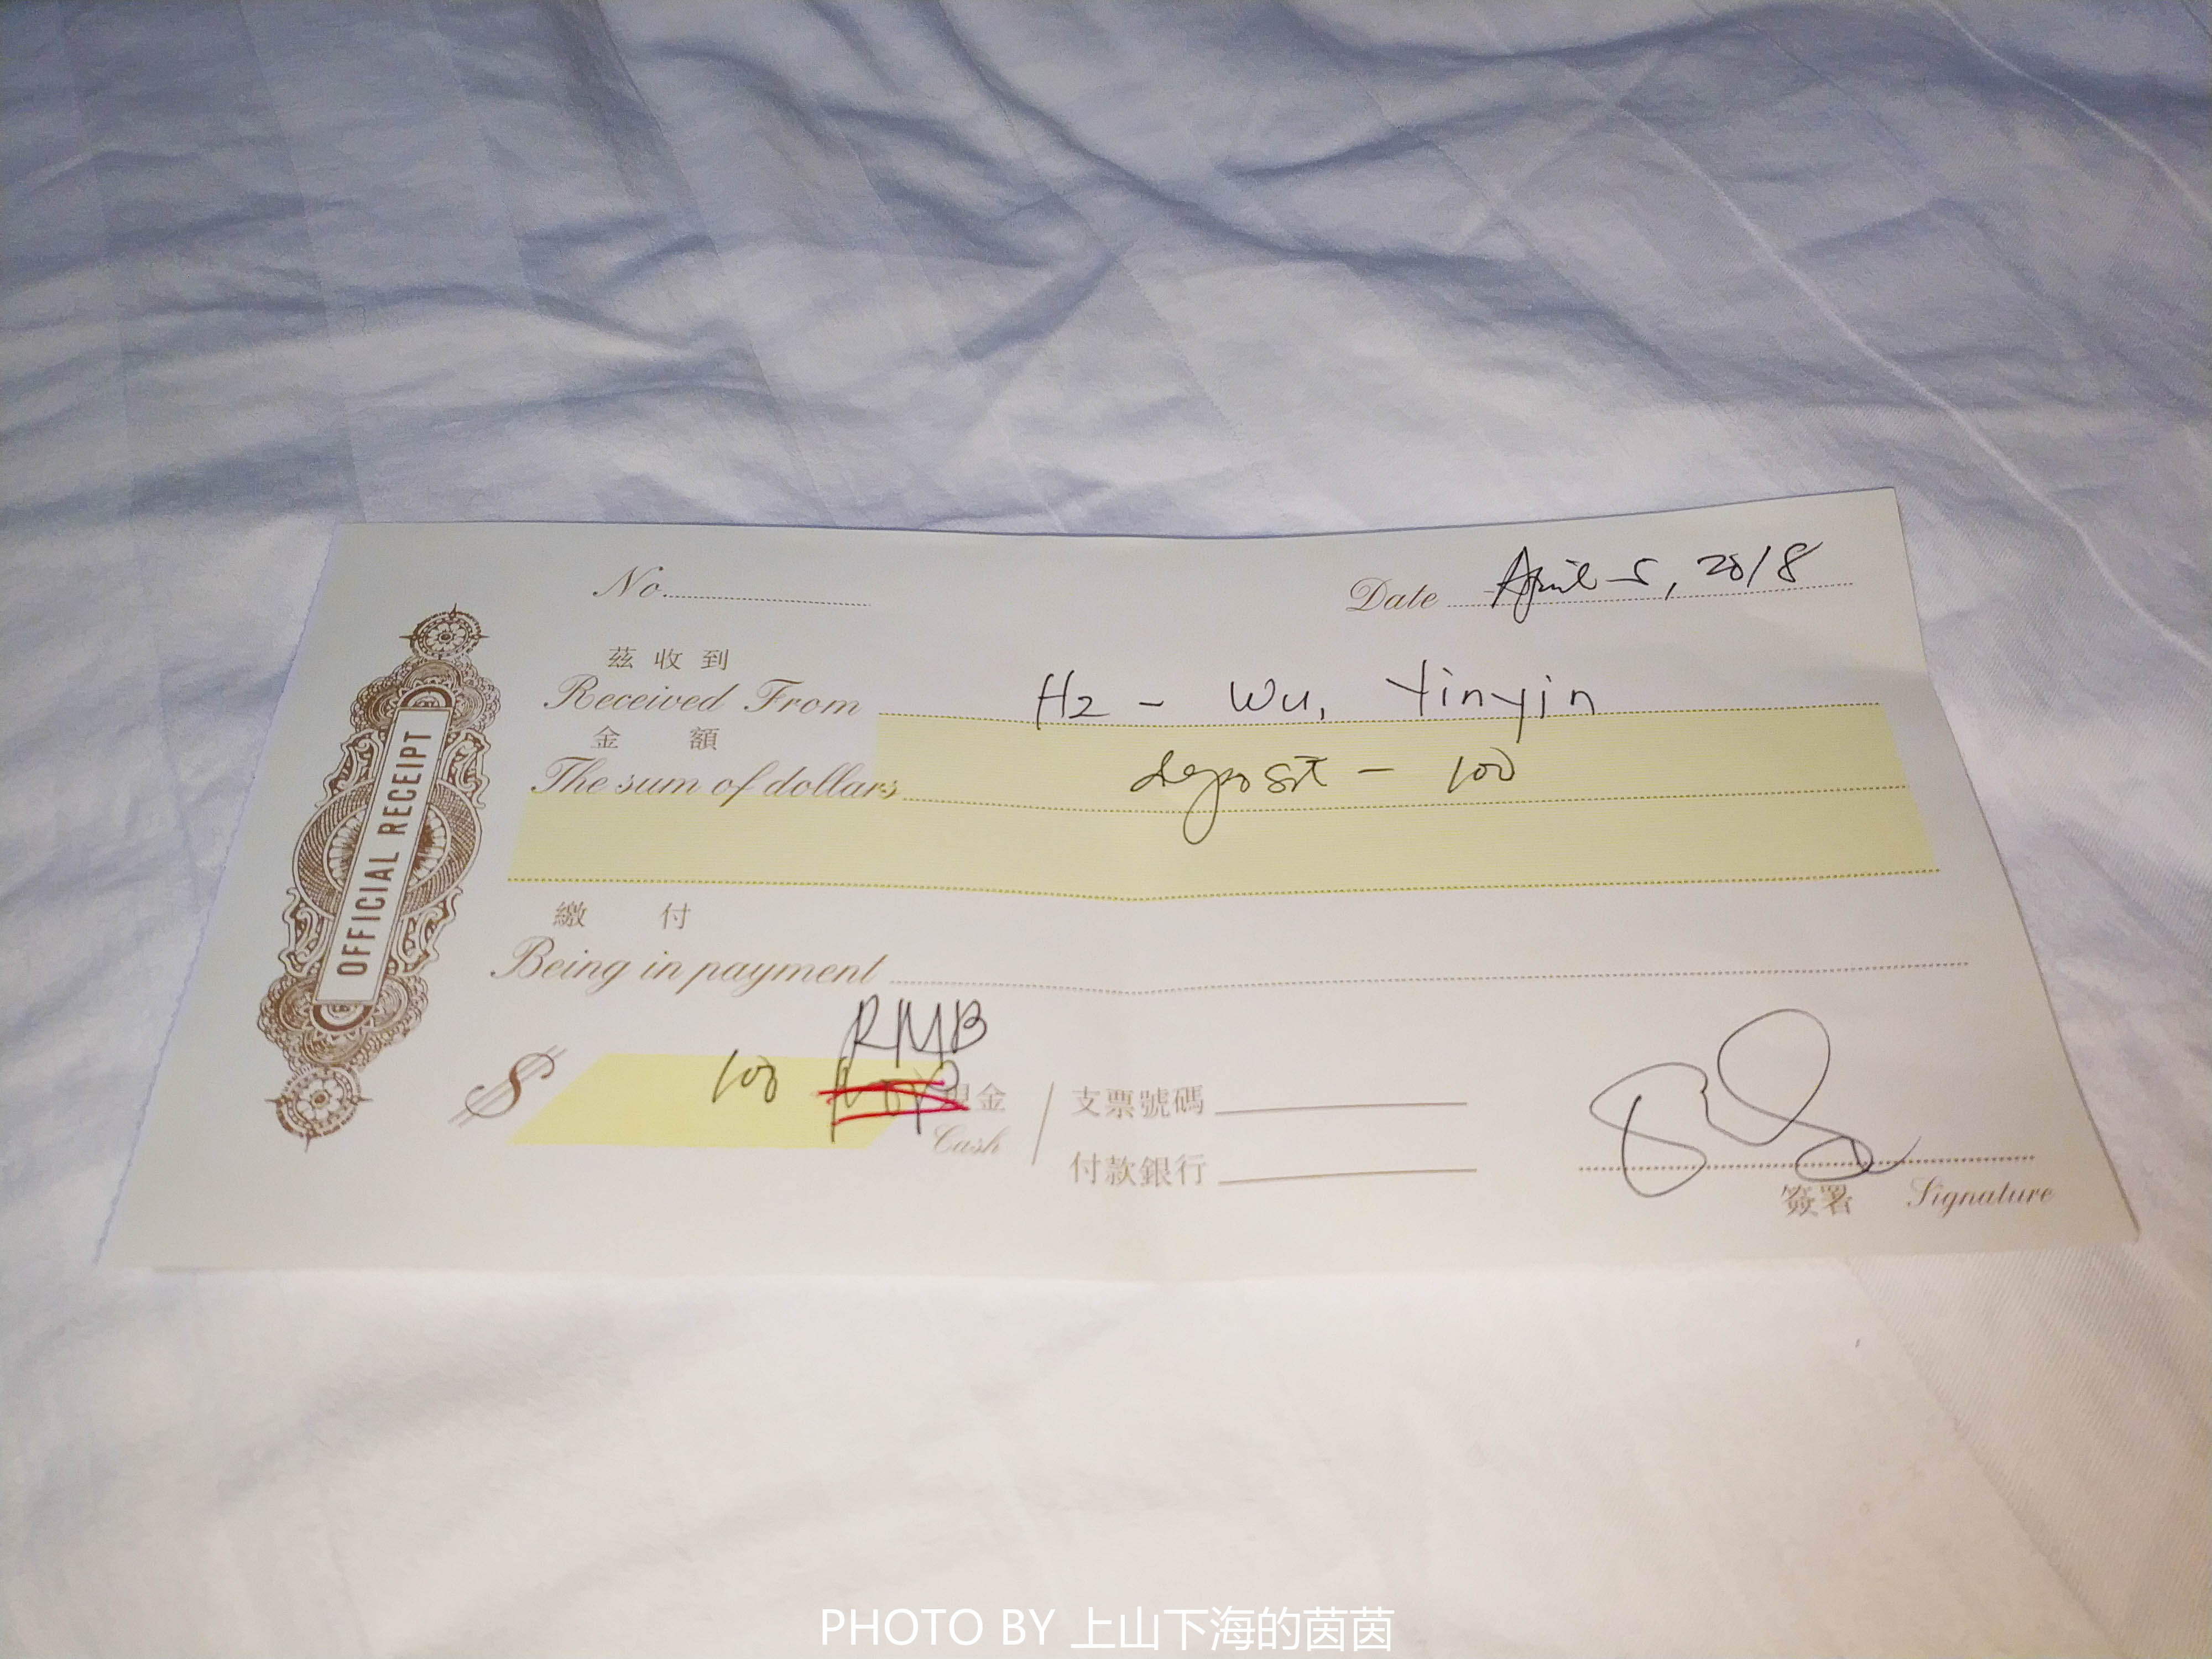 No.
Date April 5, 2018
茲收到
Received From H2 - Wu, Yinyin
金額
The sum of dollars deposit - 100
繳付
Being in payment
RMB
$ 100 現金 支票號碼
Cash / 付款銀行
簽署 Signature
OFFICIAL RECEIPT
PHOTO BY 上山下海的茵茵